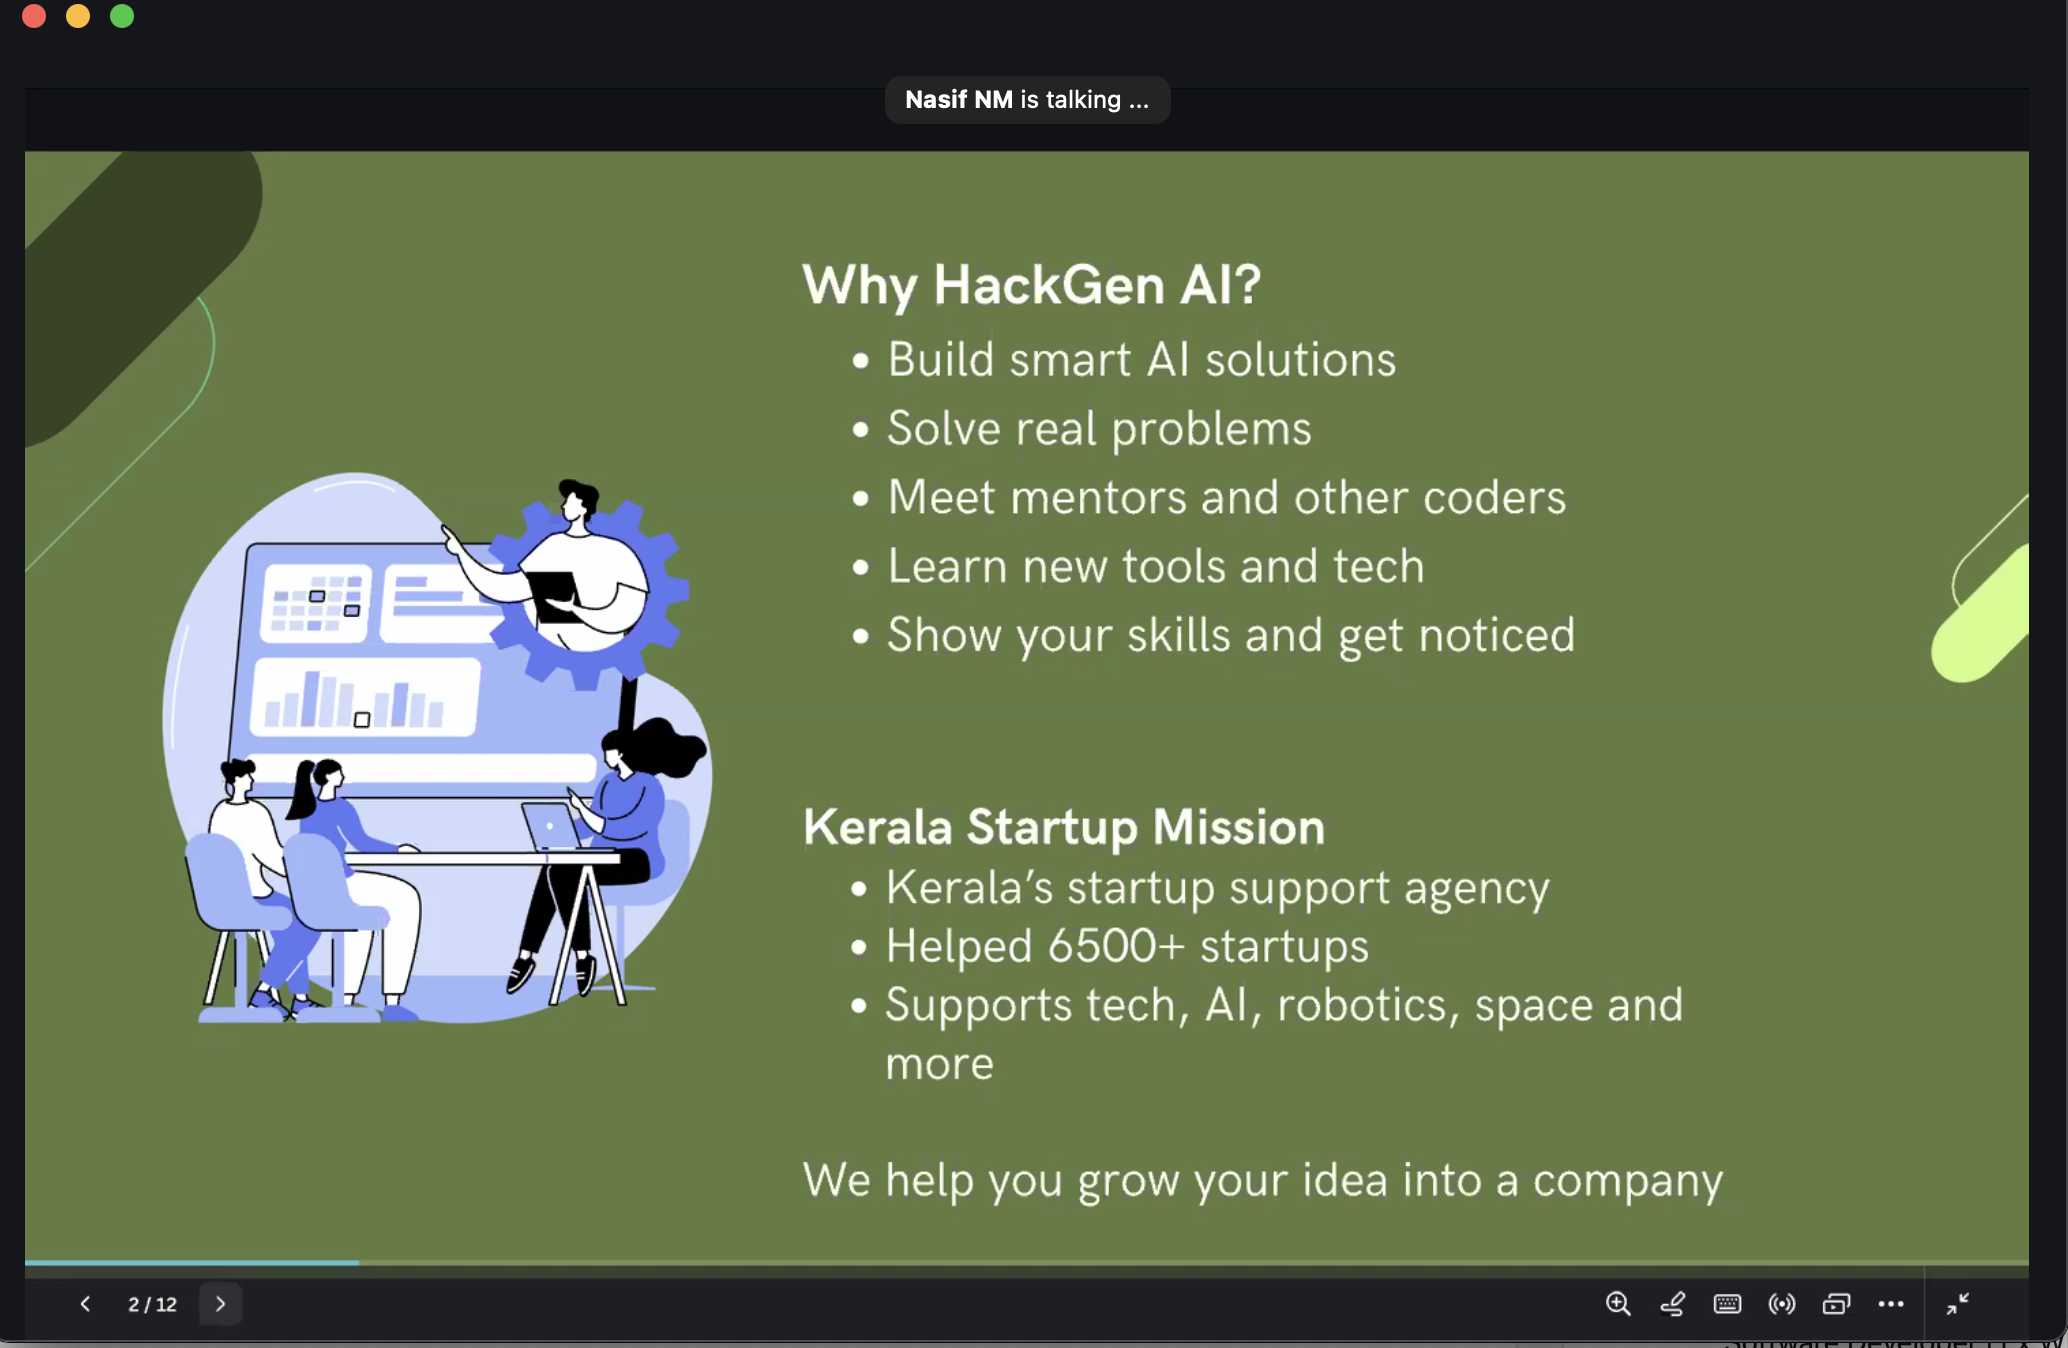 Nasif NM is talking ...
Why HackGen AI?
• Build smart AI solutions
• Solve real problems
• Meet mentors and other coders
• Learn new tools and tech
• Show your skills and get noticed
Kerala Startup Mission
• Kerala’s startup support agency
• Helped 6500+ startups
• Supports tech, AI, robotics, space and
more
We help you grow your idea into a company
2 / 12
Software Developer